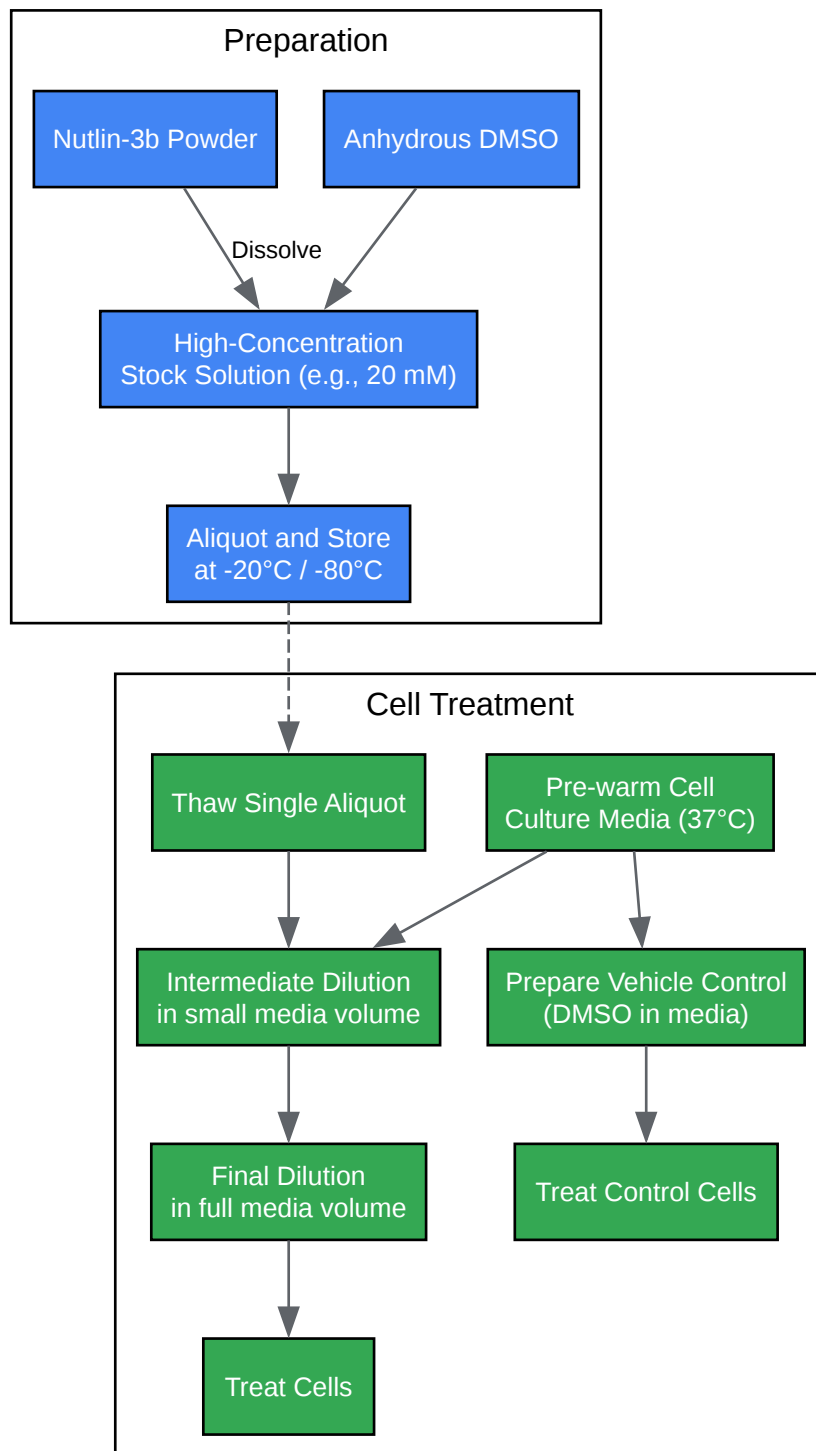 Preparation
Nutlin-3b Powder
Anhydrous DMSO
Dissolve
High-Concentration
Stock Solution (e.g., 20 mM)
Aliquot and Store
at -20°C / -80°C
Cell Treatment
Thaw Single Aliquot
Pre-warm Cell
Culture Media (37°C)
Intermediate Dilution
in small media volume
Prepare Vehicle Control
(DMSO in media)
Final Dilution
in full media volume
Treat Control Cells
Treat Cells